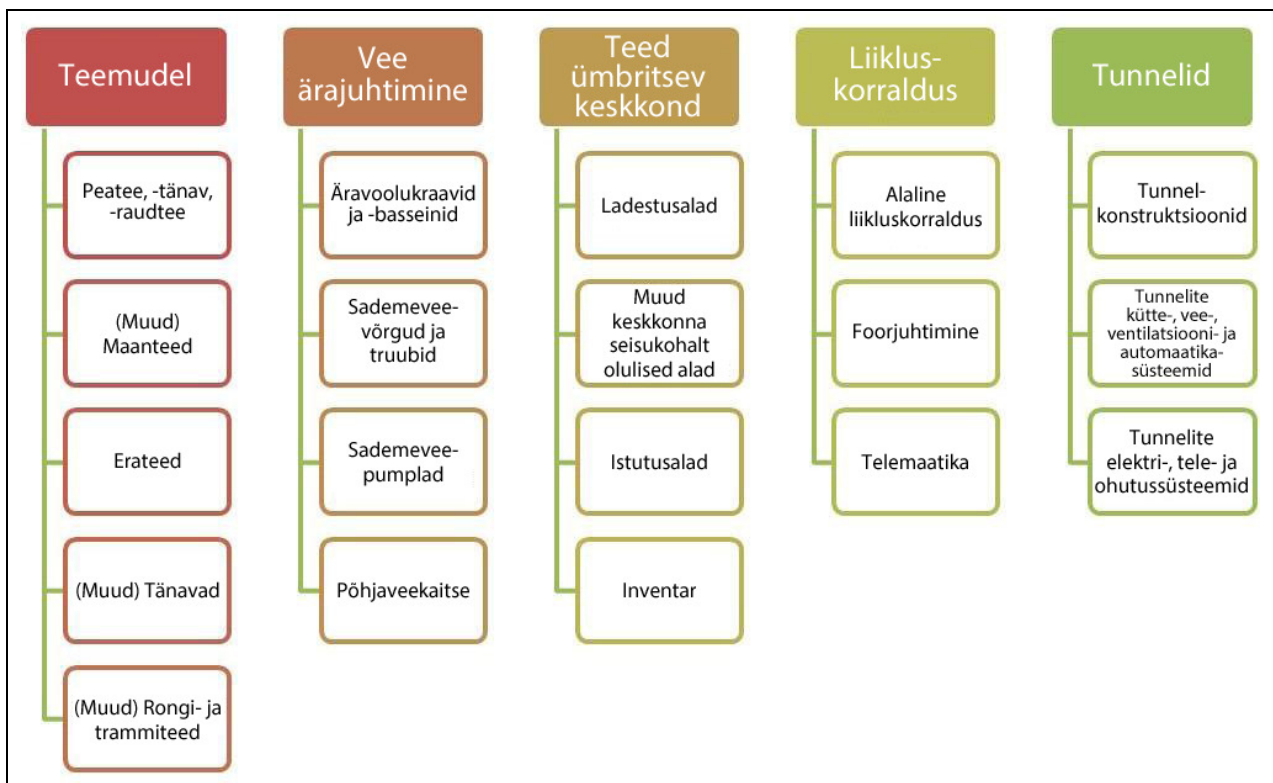 Teemudel
Peatee, -tänav,
-raudtee
(Muud)
Maanteed
Erateed
(Muud) Tänavad
(Muud) Rongi- ja
trammiteed
Vee
ärajuhtimine
Äravoolukraavid
ja -basseinid
Sademevee-
võrgud ja
truubid
Sademevee-
pumplad
Põhjaveekaitse
Teed
ümbritsev
keskkond
Ladestusalad
Muud
keskkonna
seisukohalt
olulised alad
Istutusalad
Inventar
Liiklus-
korraldus
Alaline
liikluskorraldus
Foorjuhtimine
Telemaatika
Tunnelid
Tunnel-
konstruktsioonid
Tunnelite
kütte-, vee-,
ventilatsiooni- ja
automaatika-
süsteemid
Tunnelite
elektri-, tele- ja
ohutussüsteemid